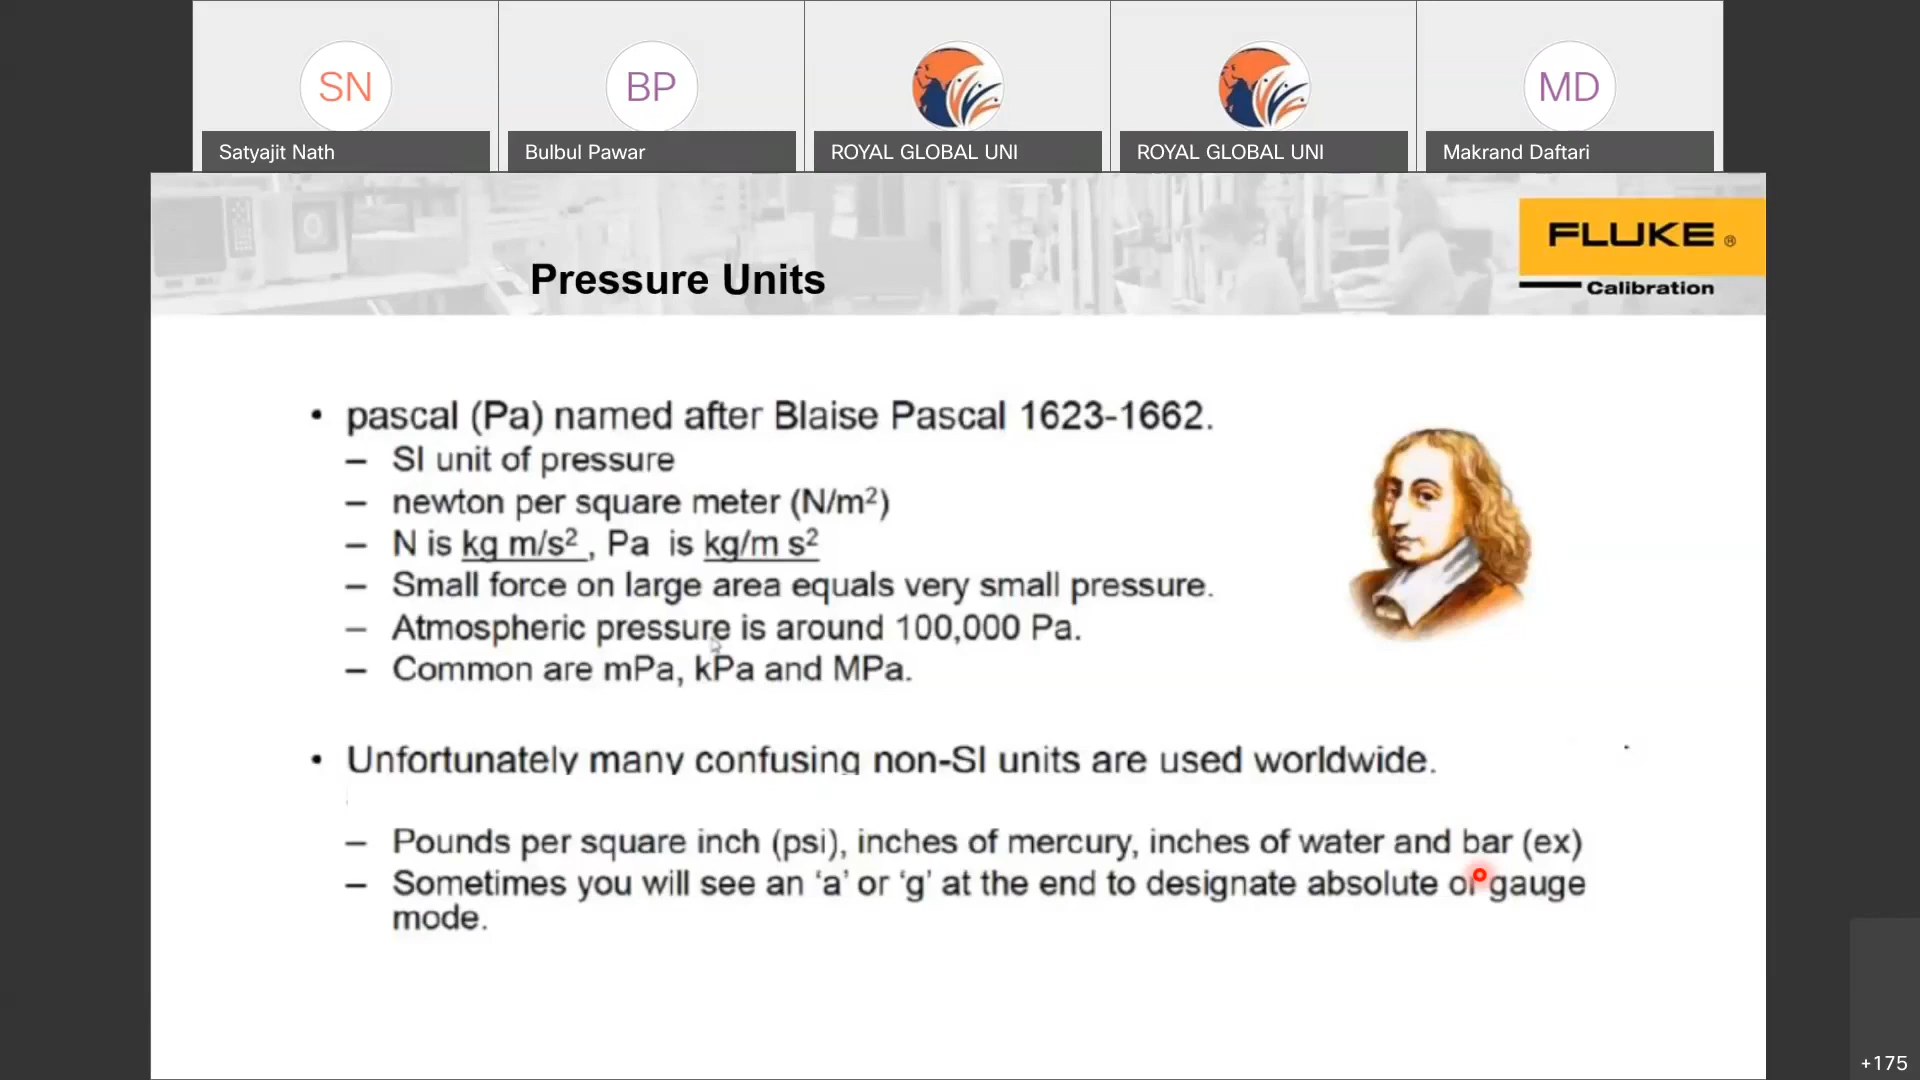 SN
BP
MD
Satyajit Nath
Bulbul Pawar
ROYAL GLOBAL UNI
ROYAL GLOBAL UNI
Makrand Daftari
FLUKE ®
Calibration
Pressure Units
• pascal (Pa) named after Blaise Pascal 1623-1662.
– SI unit of pressure
– newton per square meter (N/m²)
– N is kg m/s² , Pa is kg/m s²
– Small force on large area equals very small pressure.
– Atmospheric pressure is around 100,000 Pa.
– Common are mPa, kPa and MPa.
• Unfortunately many confusing non-SI units are used worldwide.
– Pounds per square inch (psi), inches of mercury, inches of water and bar (ex)
– Sometimes you will see an ‘a’ or ‘g’ at the end to designate absolute or gauge
mode.
+175